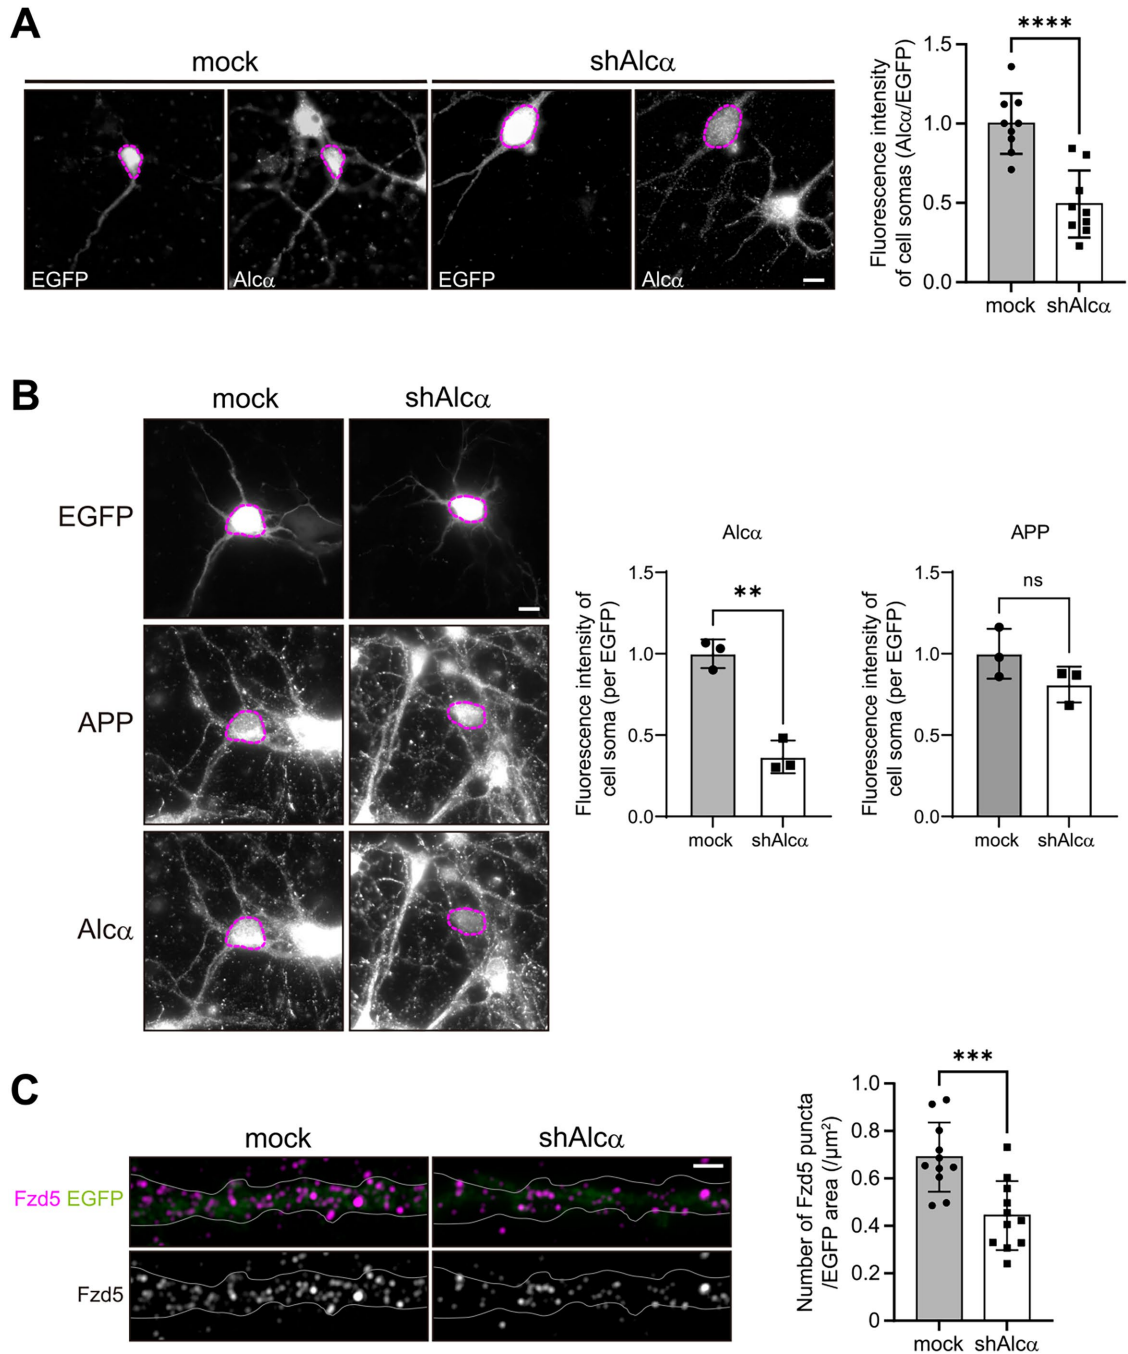 A
mock
shAlcα
EGFP
Alcα
EGFP
Alcα
Fluorescence intensity
of cell somas (Alcα/EGFP)
1.5
1.0
0.5
0.0
****
mock
shAlcα
B
mock
shAlcα
EGFP
APP
Alcα
Alcα
Fluorescence intensity of
cell soma (per EGFP)
1.5
1.0
0.5
0.0
**
mock
shAlcα
APP
Fluorescence intensity of
cell soma (per EGFP)
1.5
1.0
0.5
0.0
ns
mock
shAlcα
C
mock
shAlcα
Fzd5 EGFP
Fzd5
Number of Fzd5 puncta
/EGFP area (/μm²)
1.0
0.8
0.6
0.4
0.2
0
***
mock
shAlcα